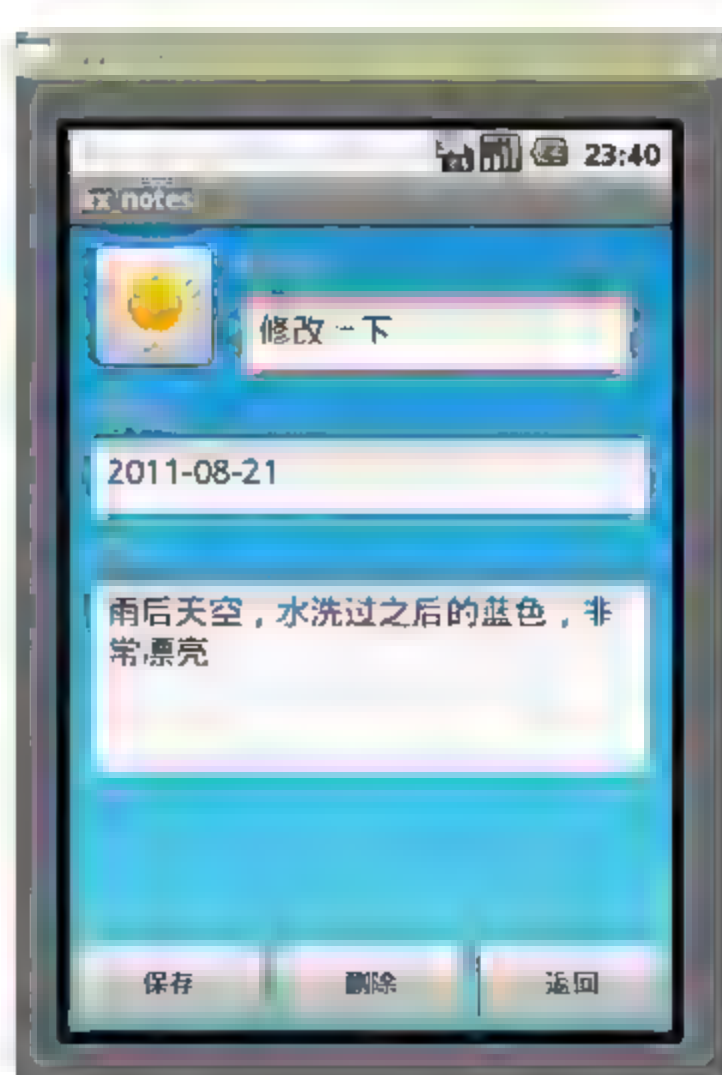 23:40
rx_notes
修改一下
2011-08-21
雨后天空，水洗过之后的蓝色，非
常漂亮
保存 删除 返回